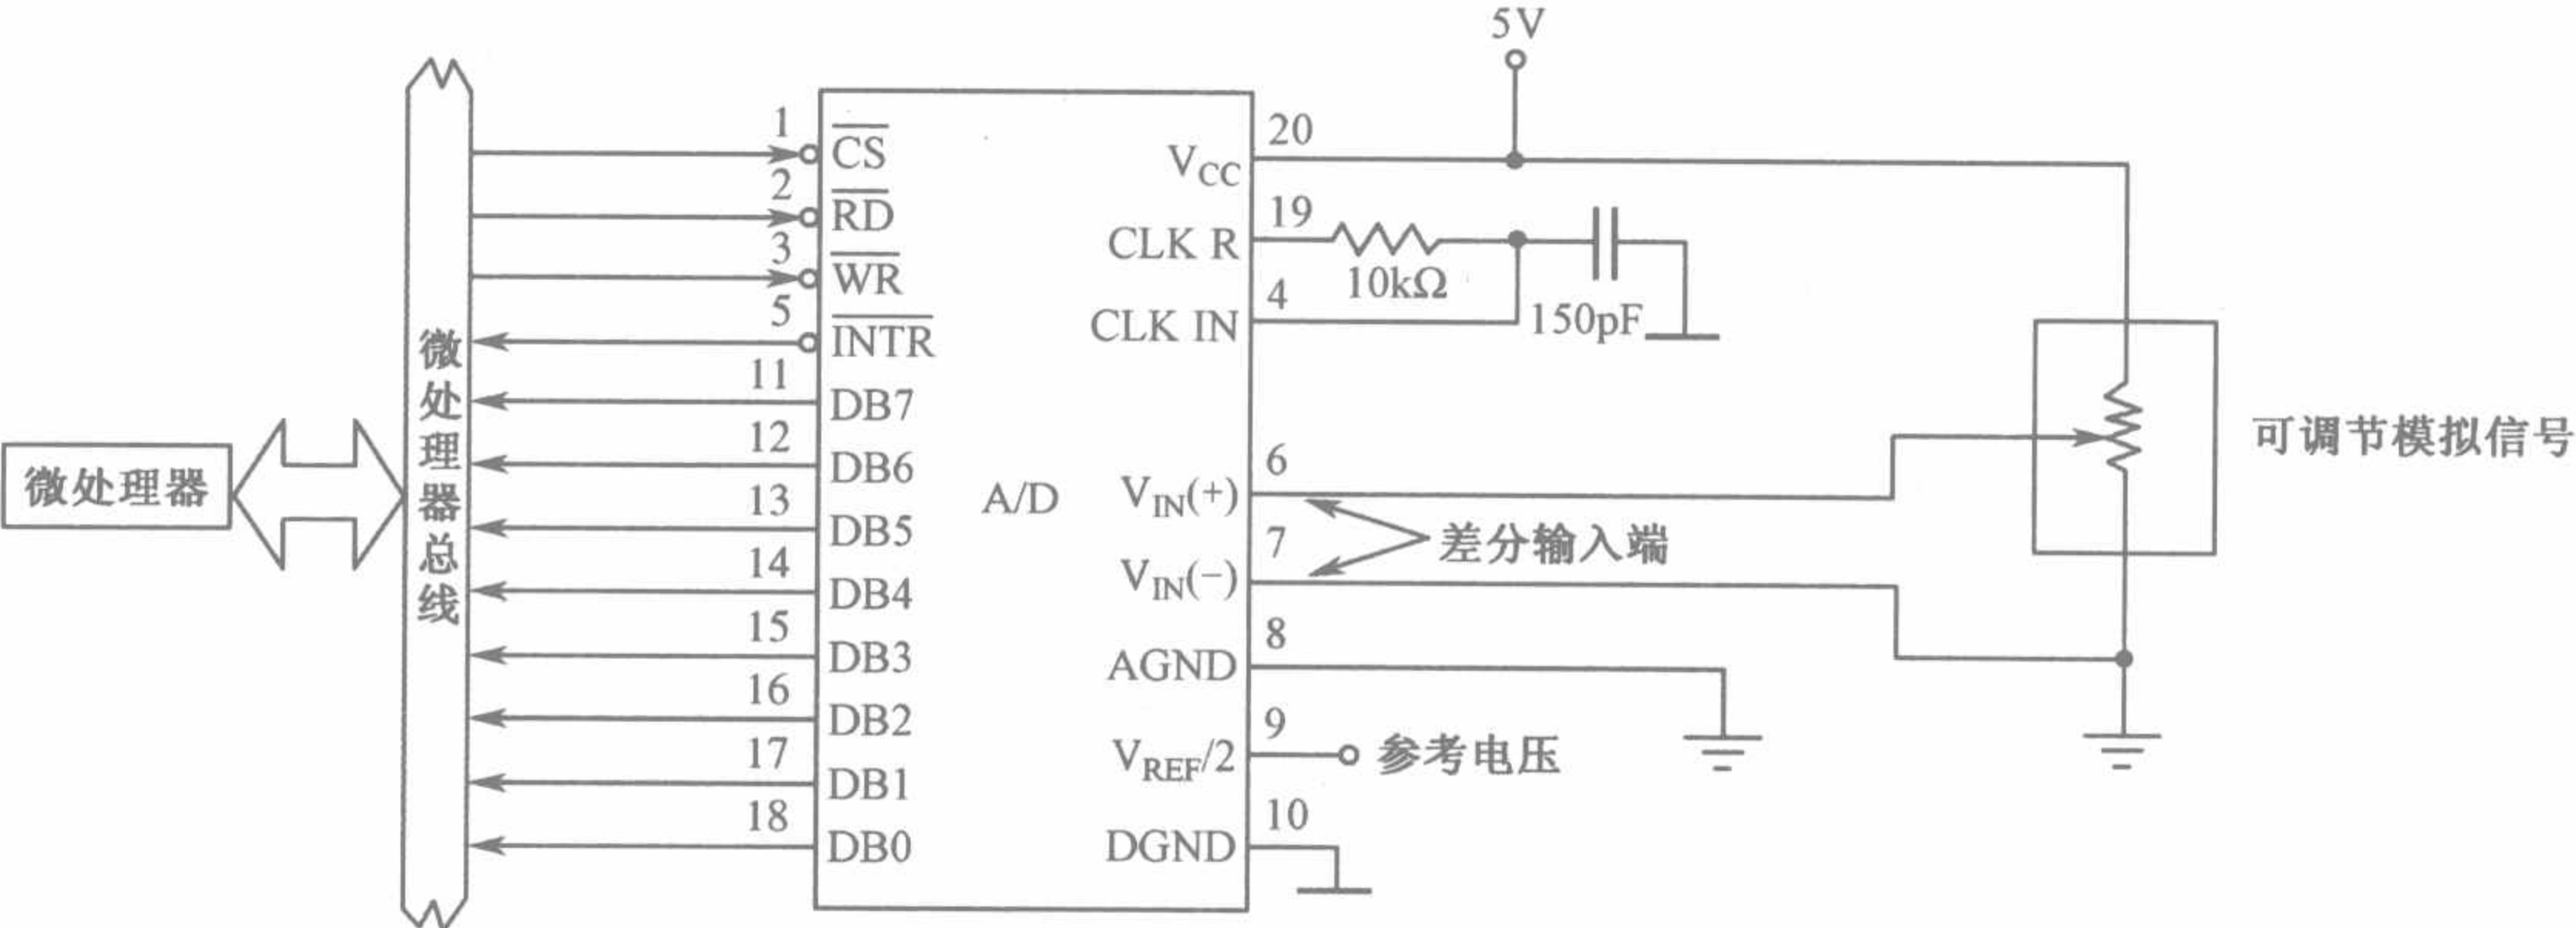 5V
微处理器
微处理器总线
1
CS
2
RD
3
WR
5
INTR
11
DB7
12
DB6
13
DB5
14
DB4
15
DB3
16
DB2
17
DB1
18
DB0
A/D
20
VCC
19
CLK R
10kΩ
4
CLK IN
150pF
6
VIN(+)
7
VIN(−)
差分输入端
8
AGND
9
VREF/2
参考电压
10
DGND
可调节模拟信号